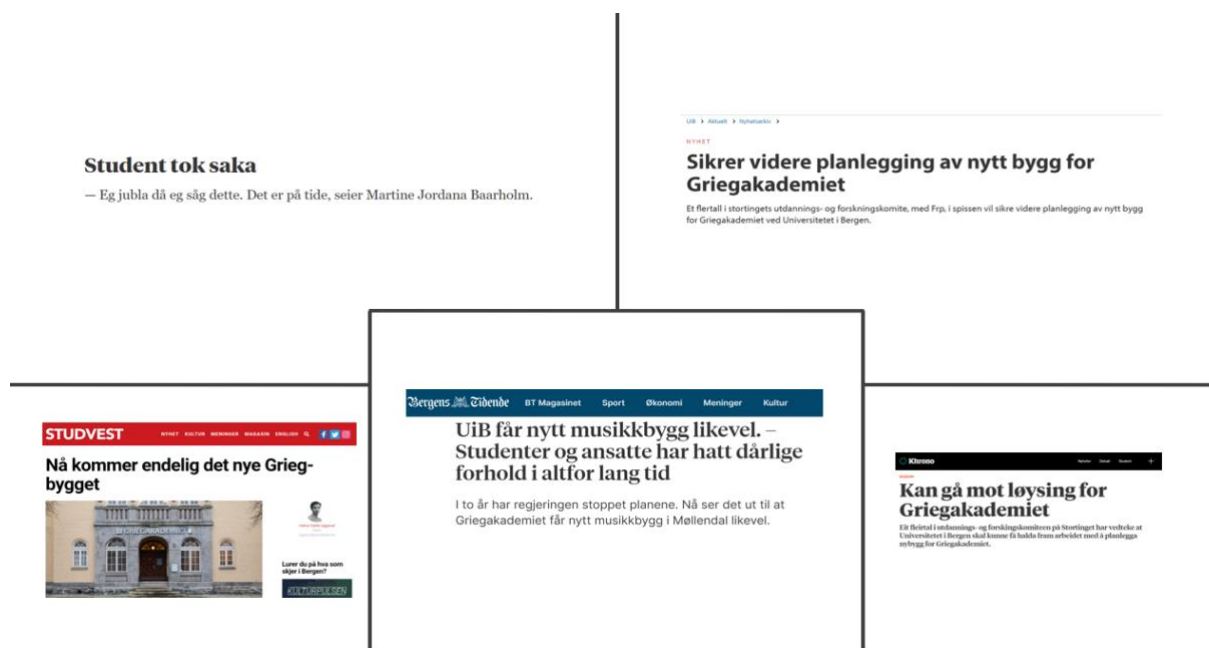 Student tok saka
— Eg jubla då eg såg dette. Det er på tide, seier Martine Jordana Baarholm.
UiB > Aktuelt > Nyhetsarkiv >
NYHET
Sikrer videre planlegging av nytt bygg for
Griegakademiet
Et flertall i stortingets utdannings- og forskningskomite, med Frp, i spissen vil sikre videre planlegging av nytt bygg
for Griegakademiet ved Universitetet i Bergen.
STUDVEST NYHET KULTUR MENINGER MAGASIN ENGLISH
Nå kommer endelig det nye Grieg-
bygget
GRIEGAKADEMIET
Lurer du på hva som
skjer i Bergen?
KULTURPULSEN
Bergens Tidende BT Magasinet Sport Økonomi Meninger Kultur
UiB får nytt musikkbygg likevel. –
Studenter og ansatte har hatt dårlige
forhold i altfor lang tid
I to år har regjeringen stoppet planene. Nå ser det ut til at
Griegakademiet får nytt musikkbygg i Møllendal likevel.
Khrono Nyheter Debatt Student
Kan gå mot løysing for
Griegakademiet
Eit fleirtal i utdannings- og forskingskomiteen på Stortinget har vedteke at
Universitetet i Bergen skal kunne få halda fram arbeidet med å planlegga
nybygg for Griegakademiet.